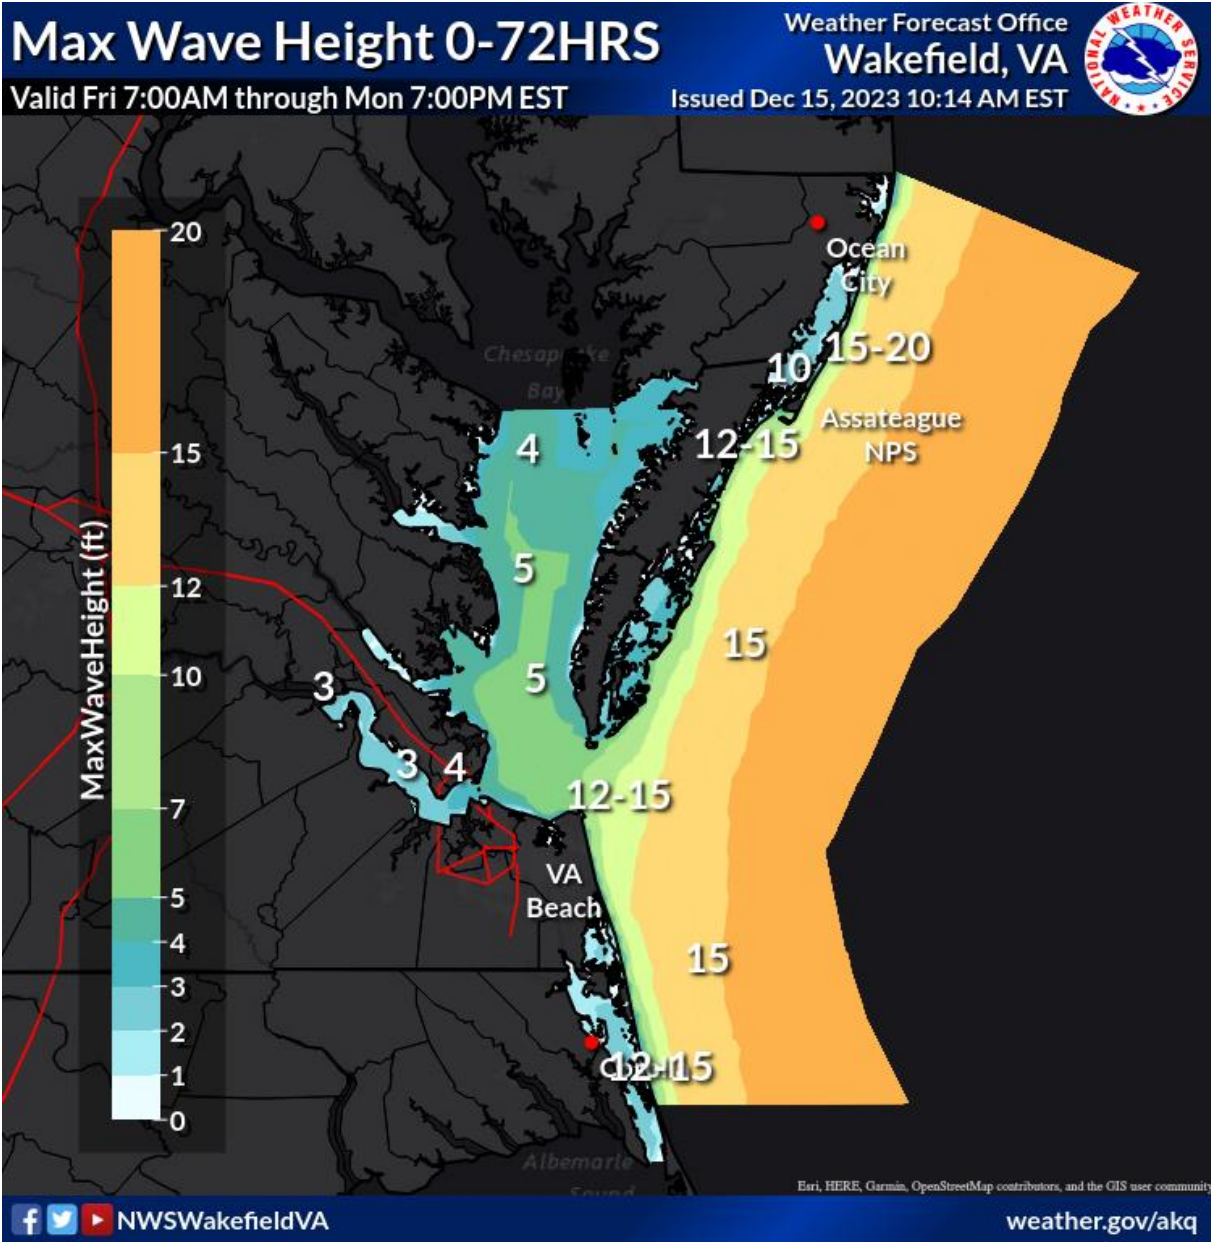 Max Wave Height 0-72HRS
Valid Fri 7:00AM through Mon 7:00PM EST
Weather Forecast Office
Wakefield, VA
Issued Dec 15, 2023 10:14 AM EST
NATIONAL WEATHER SERVICE
MaxWaveHeight (ft)
20
15
12
10
7
5
4
3
2
1
0
Ocean
City
15-20
10
Assateague
NPS
12-15
Bay
4
5
15
5
3
3
4
12-15
VA
Beach
15
12-15
Albemarle
Sound
Esri, HERE, Garmin, OpenStreetMap contributors, and the GIS user community
NWSWakefieldVA
weather.gov/akq